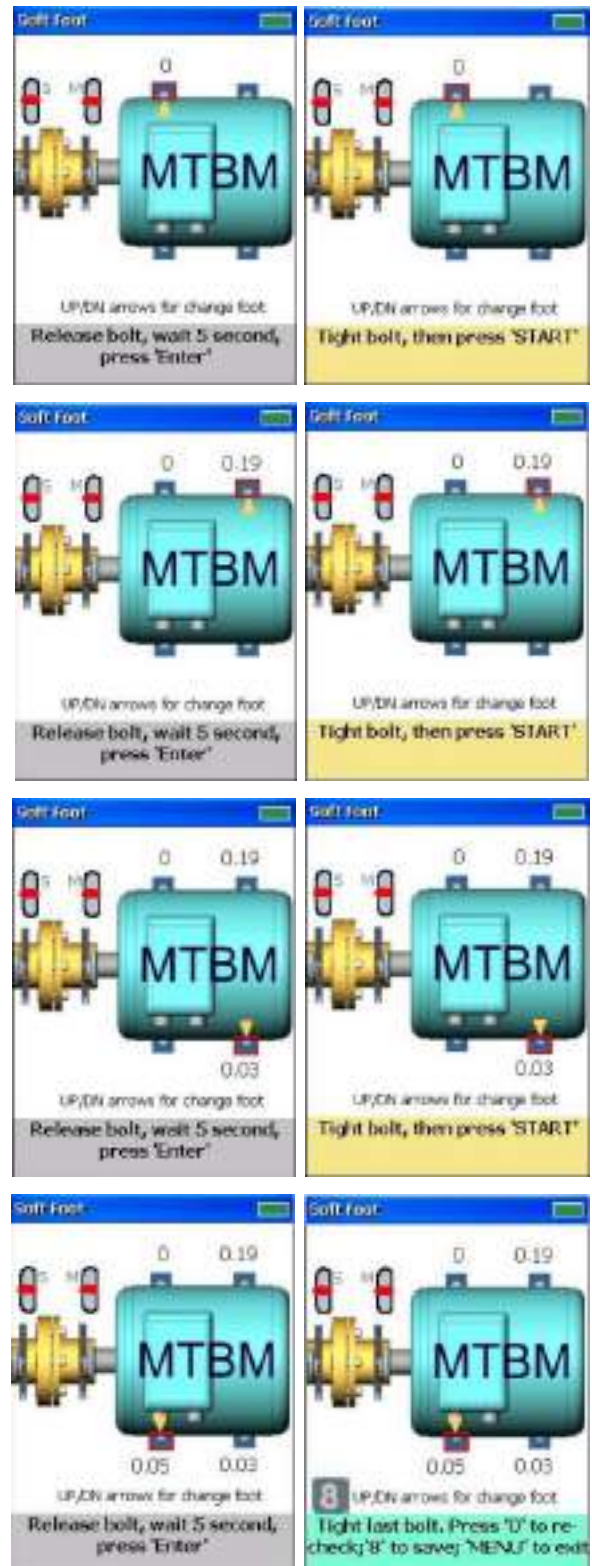 Soft Foot
0
S M
MTBM
UP/DN arrows for change foot
Release bolt, wait 5 second,
press 'Enter'
Soft Foot
0
S M
MTBM
UP/DN arrows for change foot
Tight bolt, then press 'START'
Soft Foot
0 0.19
S M
MTBM
UP/DN arrows for change foot
Release bolt, wait 5 second,
press 'Enter'
Soft Foot
0 0.19
S M
MTBM
UP/DN arrows for change foot
Tight bolt, then press 'START'
Soft Foot
0 0.19
S M
MTBM
0.03
UP/DN arrows for change foot
Release bolt, wait 5 second,
press 'Enter'
Soft Foot
0 0.19
S M
MTBM
0.03
UP/DN arrows for change foot
Tight bolt, then press 'START'
Soft Foot
0 0.19
S M
MTBM
0.05 0.03
UP/DN arrows for change foot
Release bolt, wait 5 second,
press 'Enter'
Soft Foot
0 0.19
S M
MTBM
0.05 0.03
8 UP/DN arrows for change foot
Tight last bolt. Press '0' to re-
check;'8' to save; 'MENU' to exit